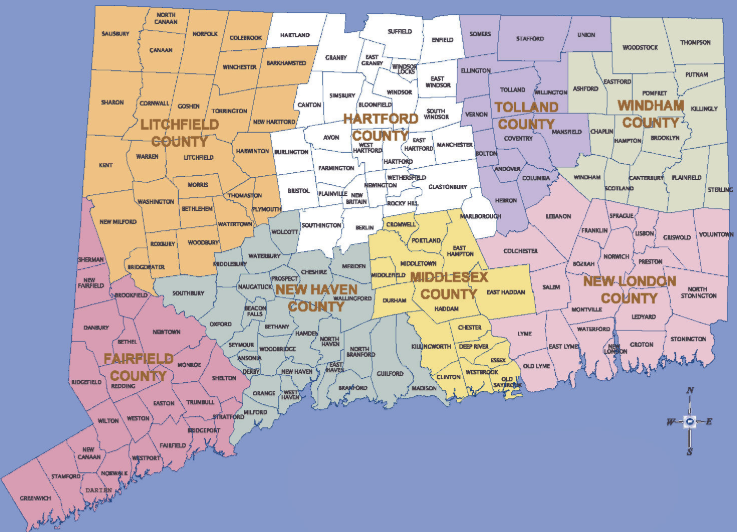 NORTH
CANAAN
SALISBURY
CANAAN
NORFOLK
COLEBROOK
HARTLAND
SUFFIELD
ENFIELD
SOMERS
STAFFORD
UNION
WOODSTOCK
THOMPSON
WINCHESTER
BARKHAMSTED
GRANBY
EAST
GRANBY
WINDSOR
LOCKS
EAST
WINDSOR
ELLINGTON
TOLLAND
WILLINGTON
ASHFORD
EASTFORD
POMFRET
PUTNAM
KILLINGLY
SHARON
CORNWALL
GOSHEN
TORRINGTON
NEW HARTFORD
CANTON
SIMSBURY
BLOOMFIELD
WINDSOR
SOUTH
WINDSOR
VERNON
TOLLAND
COUNTY
WINDHAM
COUNTY
LITCHFIELD
COUNTY
HARTFORD
COUNTY
AVON
WEST
HARTFORD
EAST
HARTFORD
HARTFORD
MANCHESTER
BOLTON
COVENTRY
MANSFIELD
CHAPLIN
HAMPTON
BROOKLYN
KENT
WARREN
LITCHFIELD
HARWINTON
BURLINGTON
FARMINGTON
WETHERSFIELD
NEWINGTON
GLASTONBURY
ANDOVER
COLUMBIA
WINDHAM
SCOTLAND
CANTERBURY
PLAINFIELD
STERLING
MORRIS
WASHINGTON
BETHLEHEM
THOMASTON
PLYMOUTH
WATERTOWN
BRISTOL
PLAINVILLE
NEW
BRITAIN
ROCKY HILL
BERLIN
SOUTHINGTON
MARLBOROUGH
HEBRON
LEBANON
FRANKLIN
SPRAGUE
LISBON
GRISWOLD
VOLUNTOWN
NEW MILFORD
ROXBURY
WOODBURY
BRIDGEWATER
MIDDLEBURY
WATERBURY
WOLCOTT
CHESHIRE
MERIDEN
CROMWELL
PORTLAND
EAST
HAMPTON
MIDDLETOWN
MIDDLEFIELD
COLCHESTER
BOZRAH
NORWICH
PRESTON
SHERMAN
NEW
FAIRFIELD
BROOKFIELD
SOUTHBURY
NAUGATUCK
PROSPECT
BEACON
FALLS
NEW HAVEN
COUNTY
WALLINGFORD
DURHAM
MIDDLESEX
COUNTY
HADDAM
EAST HADDAM
SALEM
MONTVILLE
NEW LONDON
COUNTY
NORTH
STONINGTON
LEDYARD
DANBURY
BETHEL
NEWTOWN
OXFORD
SEYMOUR
BETHANY
HAMDEN
NORTH
HAVEN
NORTH
BRANFORD
KILLINGWORTH
CHESTER
DEEP RIVER
ESSEX
LYME
EAST LYME
WATERFORD
NEW
LONDON
GROTON
STONINGTON
FAIRFIELD
COUNTY
RIDGEFIELD
REDDING
MONROE
SHELTON
ANSONIA
DERBY
WOODBRIDGE
NEW HAVEN
EAST
HAVEN
BRANFORD
GUILFORD
MADISON
CLINTON
WESTBROOK
OLD
SAYBROOK
OLD LYME
ORANGE
WEST
HAVEN
MILFORD
EASTON
TRUMBULL
STRATFORD
BRIDGEPORT
WILTON
WESTON
FAIRFIELD
WESTPORT
NEW
CANAAN
NORWALK
DARIEN
STAMFORD
GREENWICH
N
W
E
S